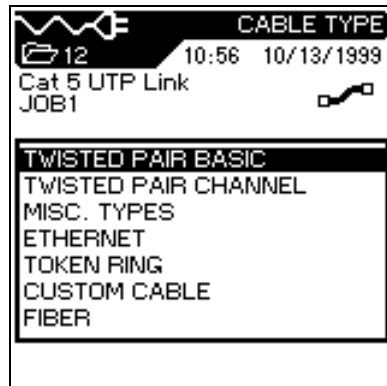 CABLE TYPE
12 10:56 10/13/1999
Cat 5 UTP Link
JOB1
TWISTED PAIR BASIC
TWISTED PAIR CHANNEL
MISC. TYPES
ETHERNET
TOKEN RING
CUSTOM CABLE
FIBER